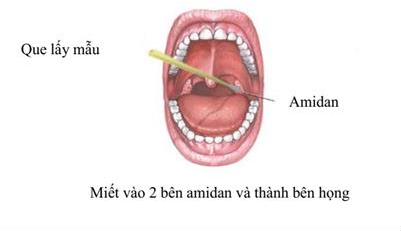 Que lấy mẫu
Amidan
Miết vào 2 bên amidan và thành bên họng